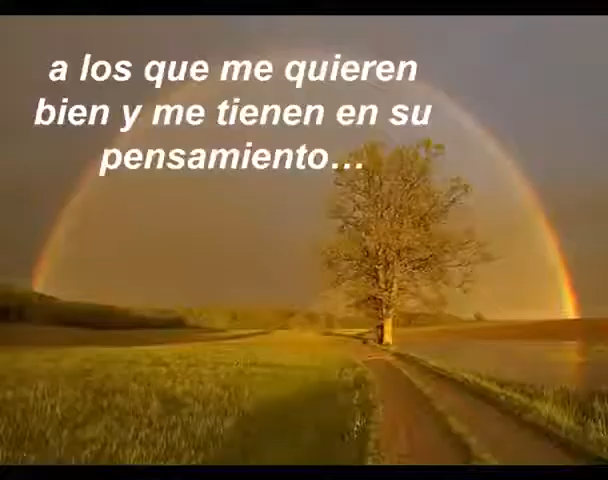 a los que me quieren
bien y me tienen en su
pensamiento...